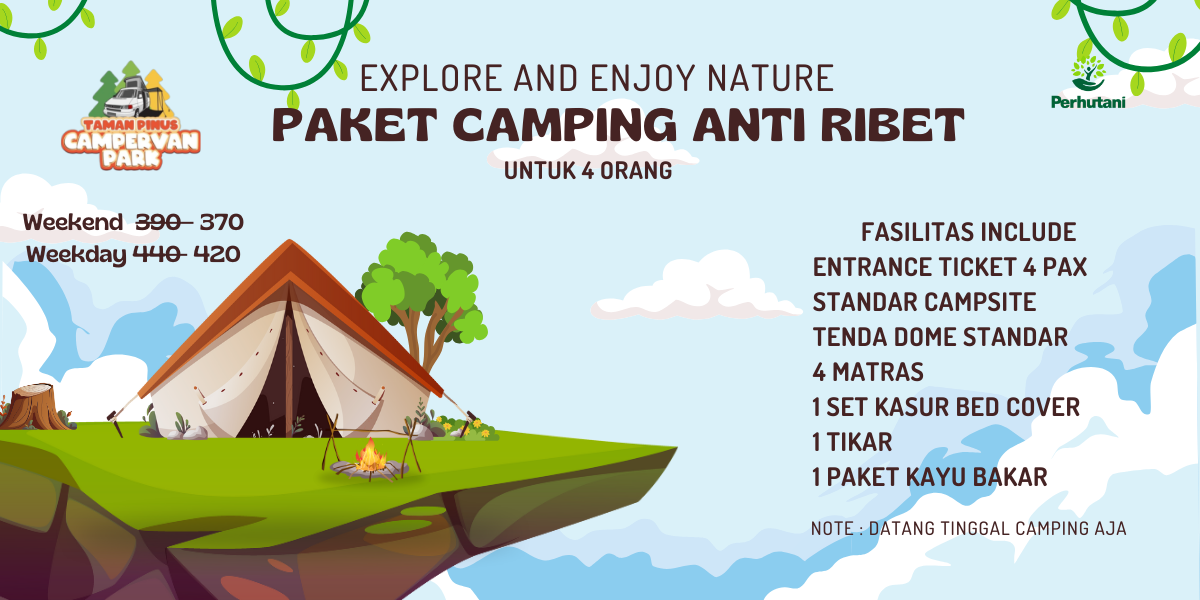 TAMAN PINUS
CAMPERVAN
PARK
EXPLORE AND ENJOY NATURE
PAKET CAMPING ANTI RIBET
UNTUK 4 ORANG
Perhutani
Weekend 390 370
Weekday 440 420
FASILITAS INCLUDE
ENTRANCE TICKET 4 PAX
STANDAR CAMPSITE
TENDA DOME STANDAR
4 MATRAS
1 SET KASUR BED COVER
1 TIKAR
1 PAKET KAYU BAKAR
NOTE : DATANG TINGGAL CAMPING AJA